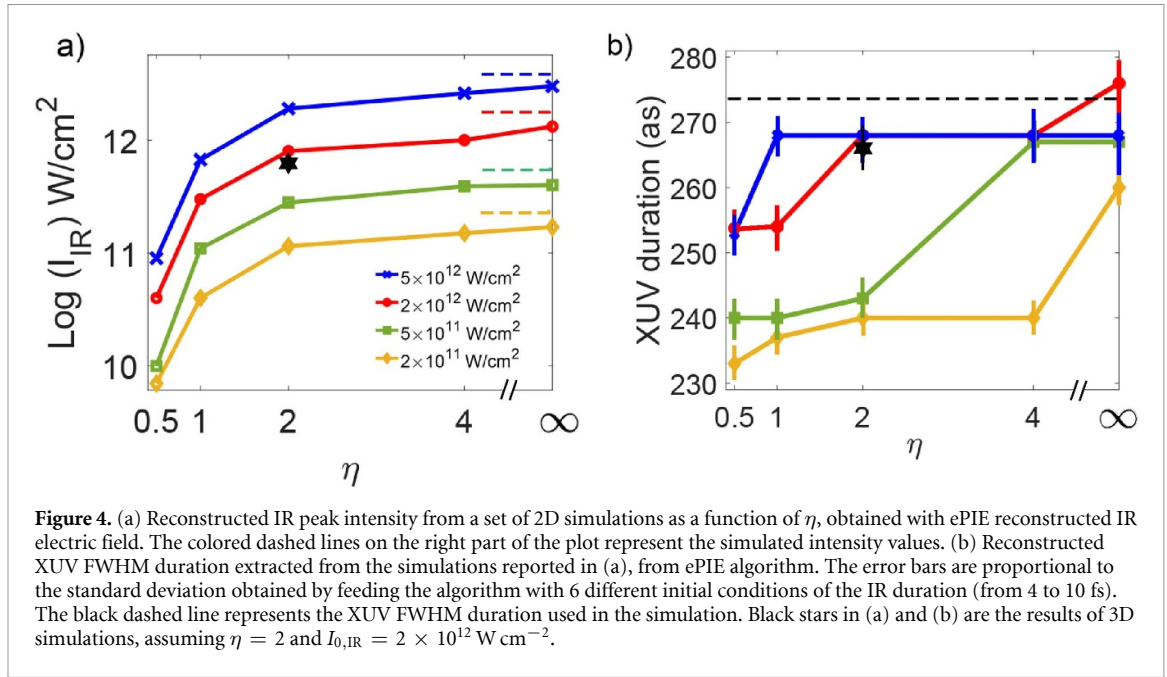 a)
Log (I_IR) W/cm²
12
11
10
5×10¹² W/cm²
2×10¹² W/cm²
5×10¹¹ W/cm²
2×10¹¹ W/cm²
0.5 1 2 4 // ∞
η
b)
XUV duration (as)
280
270
260
250
240
230
0.5 1 2 4 // ∞
η
Figure 4. (a) Reconstructed IR peak intensity from a set of 2D simulations as a function of η, obtained with ePIE reconstructed IR
electric field. The colored dashed lines on the right part of the plot represent the simulated intensity values. (b) Reconstructed
XUV FWHM duration extracted from the simulations reported in (a), from ePIE algorithm. The error bars are proportional to
the standard deviation obtained by feeding the algorithm with 6 different initial conditions of the IR duration (from 4 to 10 fs).
The black dashed line represents the XUV FWHM duration used in the simulation. Black stars in (a) and (b) are the results of 3D
simulations, assuming η = 2 and I₀,IR = 2 × 10¹² W cm⁻².